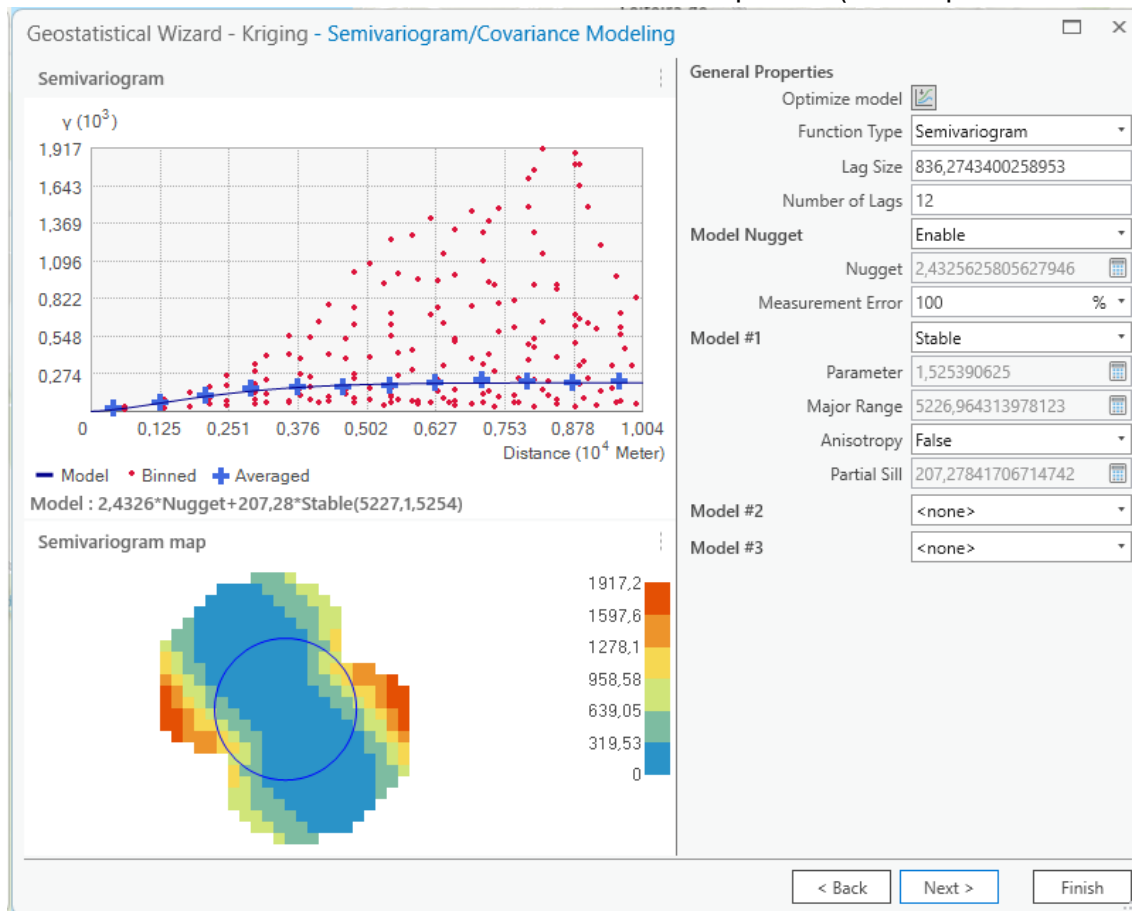 Geostatistical Wizard - Kriging - Semivariogram/Covariance Modeling
Semivariogram
γ (10³)
1,917
1,643
1,369
1,096
0,822
0,548
0,274
0 0,125 0,251 0,376 0,502 0,627 0,753 0,878 1,004
Distance (10⁴ Meter)
Model Binned Averaged
Model : 2,4326*Nugget+207,28*Stable(5227,1,5254)
Semivariogram map
1917,2
1597,6
1278,1
958,58
639,05
319,53
0
General Properties
Optimize model
Function Type Semivariogram
Lag Size 836,2743400258953
Number of Lags 12
Model Nugget Enable
Nugget 2,4325625805627946
Measurement Error 100 %
Model #1 Stable
Parameter 1,525390625
Major Range 5226,964313978123
Anisotropy False
Partial Sill 207,27841706714742
Model #2 <none>
Model #3 <none>
< Back Next > Finish